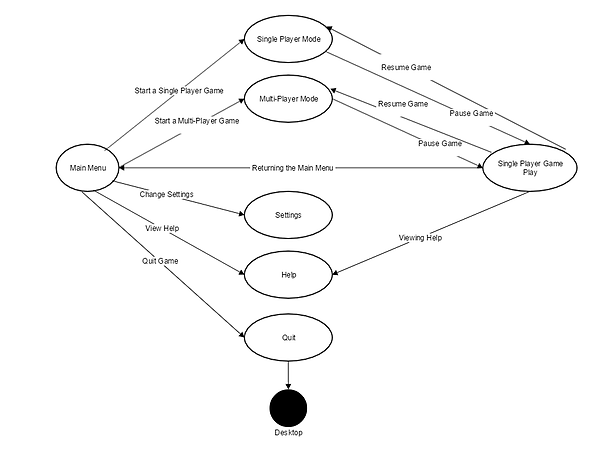 Single Player Mode
Resume Game
Start a Single Player Game
Multi-Player Mode
Resume Game
Pause Game
Start a Multi-Player Game
Pause Game
Main Menu
Returning the Main Menu
Single Player Game
Play
Change Settings
Settings
View Help
Viewing Help
Quit Game
Help
Quit
Desktop